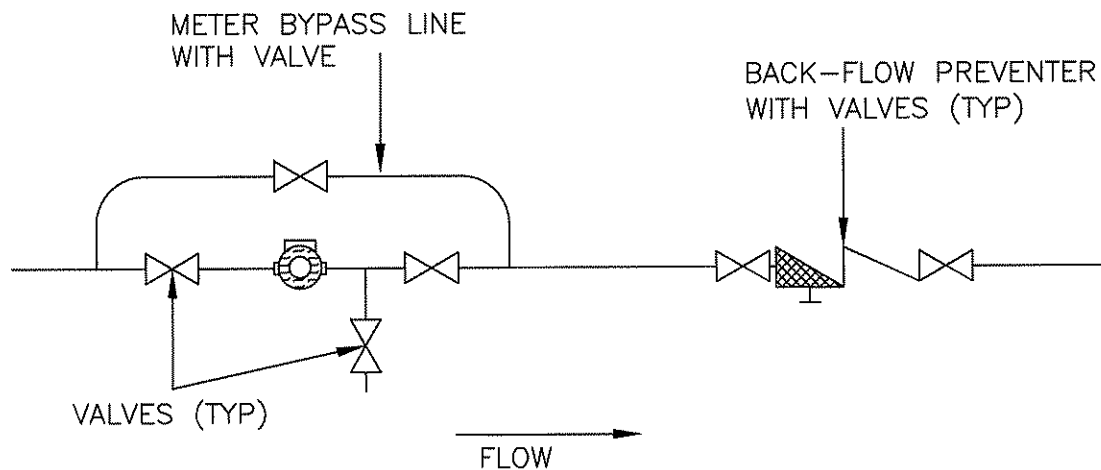 METER BYPASS LINE
WITH VALVE
BACK-FLOW PREVENTER
WITH VALVES (TYP)
VALVES (TYP)
FLOW